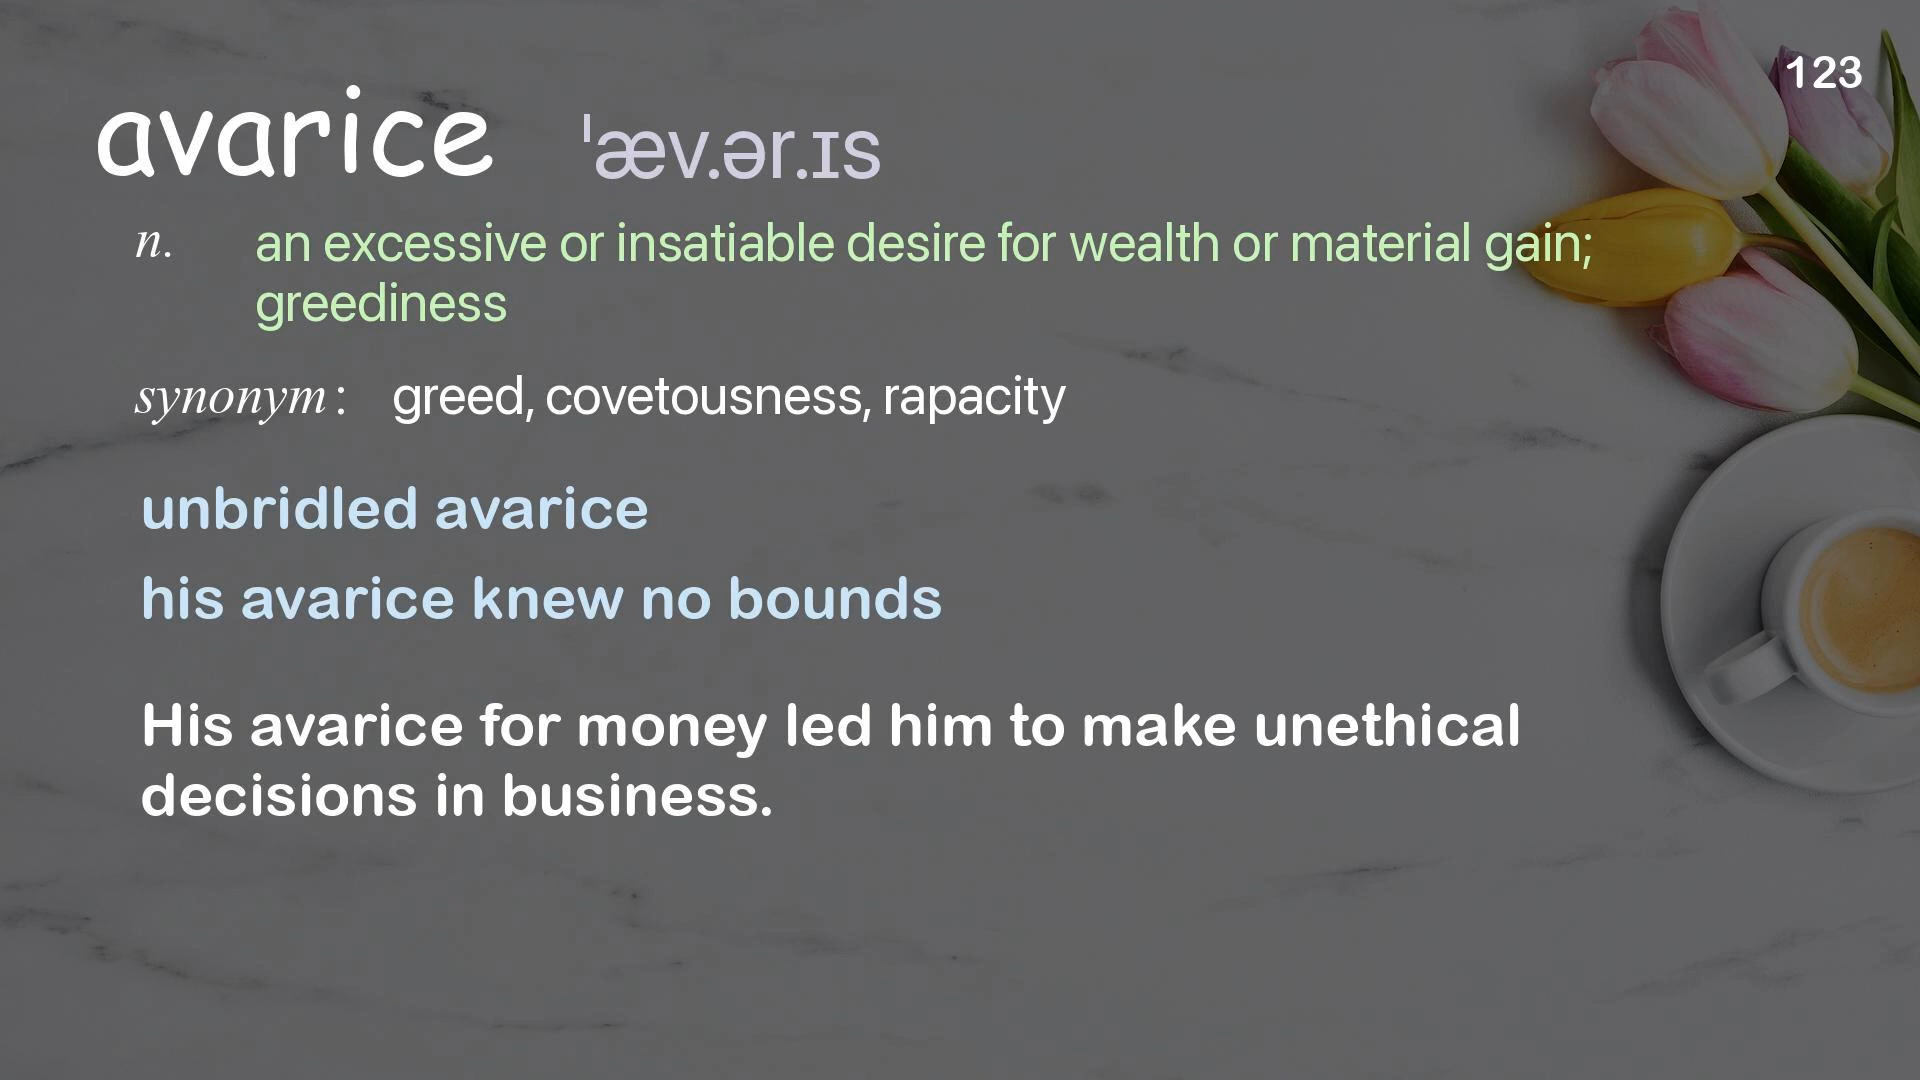 123
avarice ˈæv.ər.ɪs
n. an excessive or insatiable desire for wealth or material gain;
greediness
synonym: greed, covetousness, rapacity
unbridled avarice
his avarice knew no bounds
His avarice for money led him to make unethical
decisions in business.